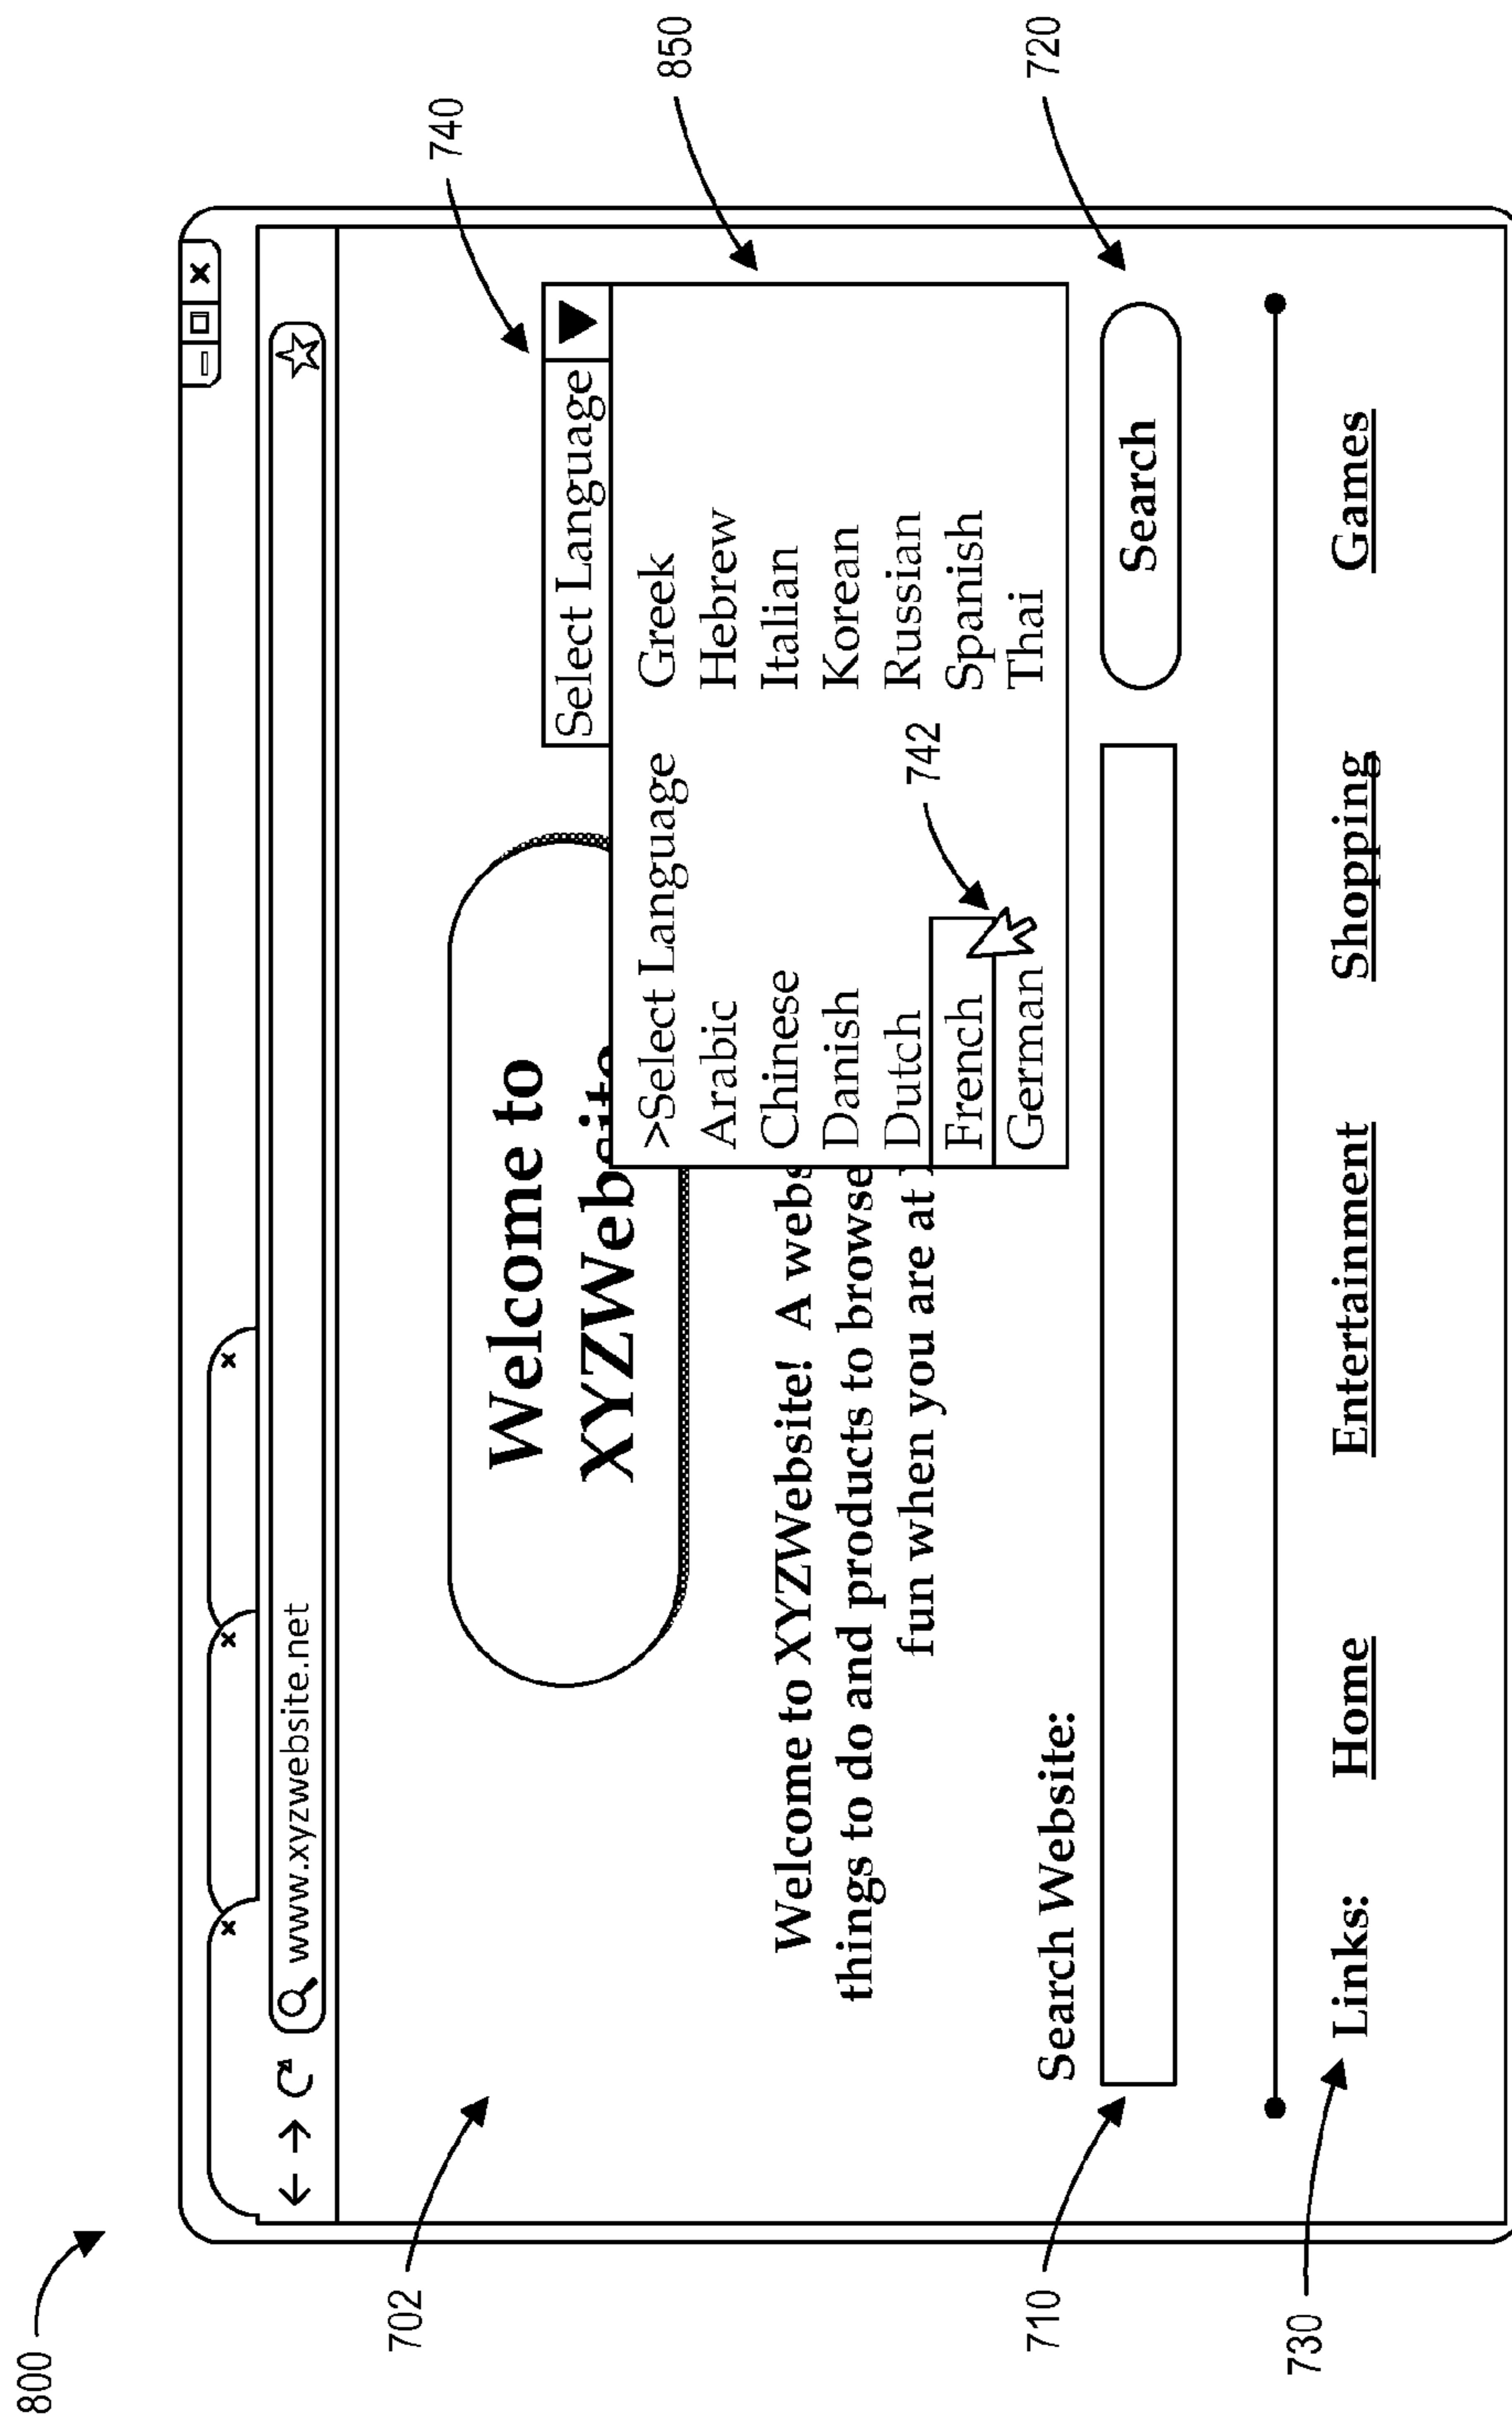 800
www.xyzwebsite.net
702
740
Welcome to
XYZWebsite
Select Language
850
>Select Language
Arabic
Chinese
Danish
Dutch
French
German
Greek
Hebrew
Italian
Korean
Russian
Spanish
Thai
742
Welcome to XYZWebsite! A webs
things to do and products to browse
fun when you are at
Search Website:
710
Search
720
730
Links: Home Entertainment Shopping Games